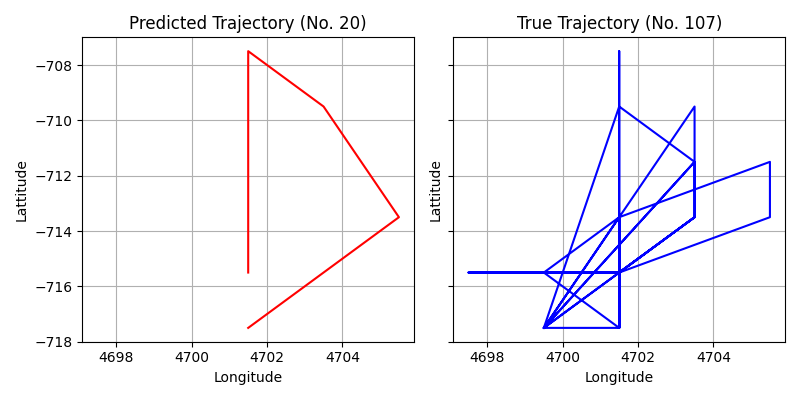 Predicted Trajectory (No. 20)
True Trajectory (No. 107)
Lattitude
−708
−710
−712
−714
−716
−718
4698
4700
4702
4704
Longitude
Lattitude
4698
4700
4702
4704
Longitude